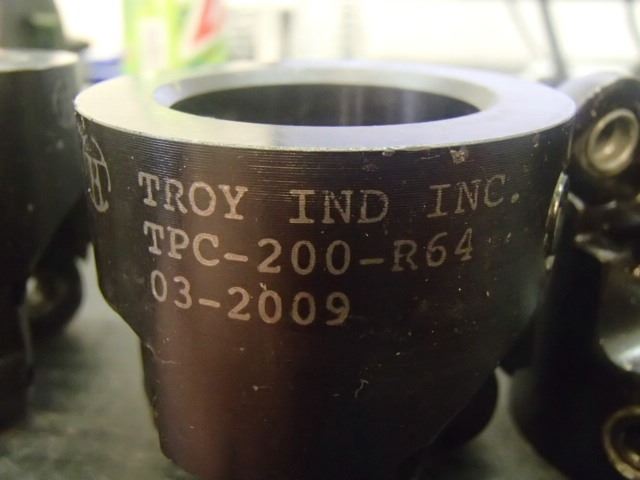 TROY IND INC.
TPC-200-R64
03-2009